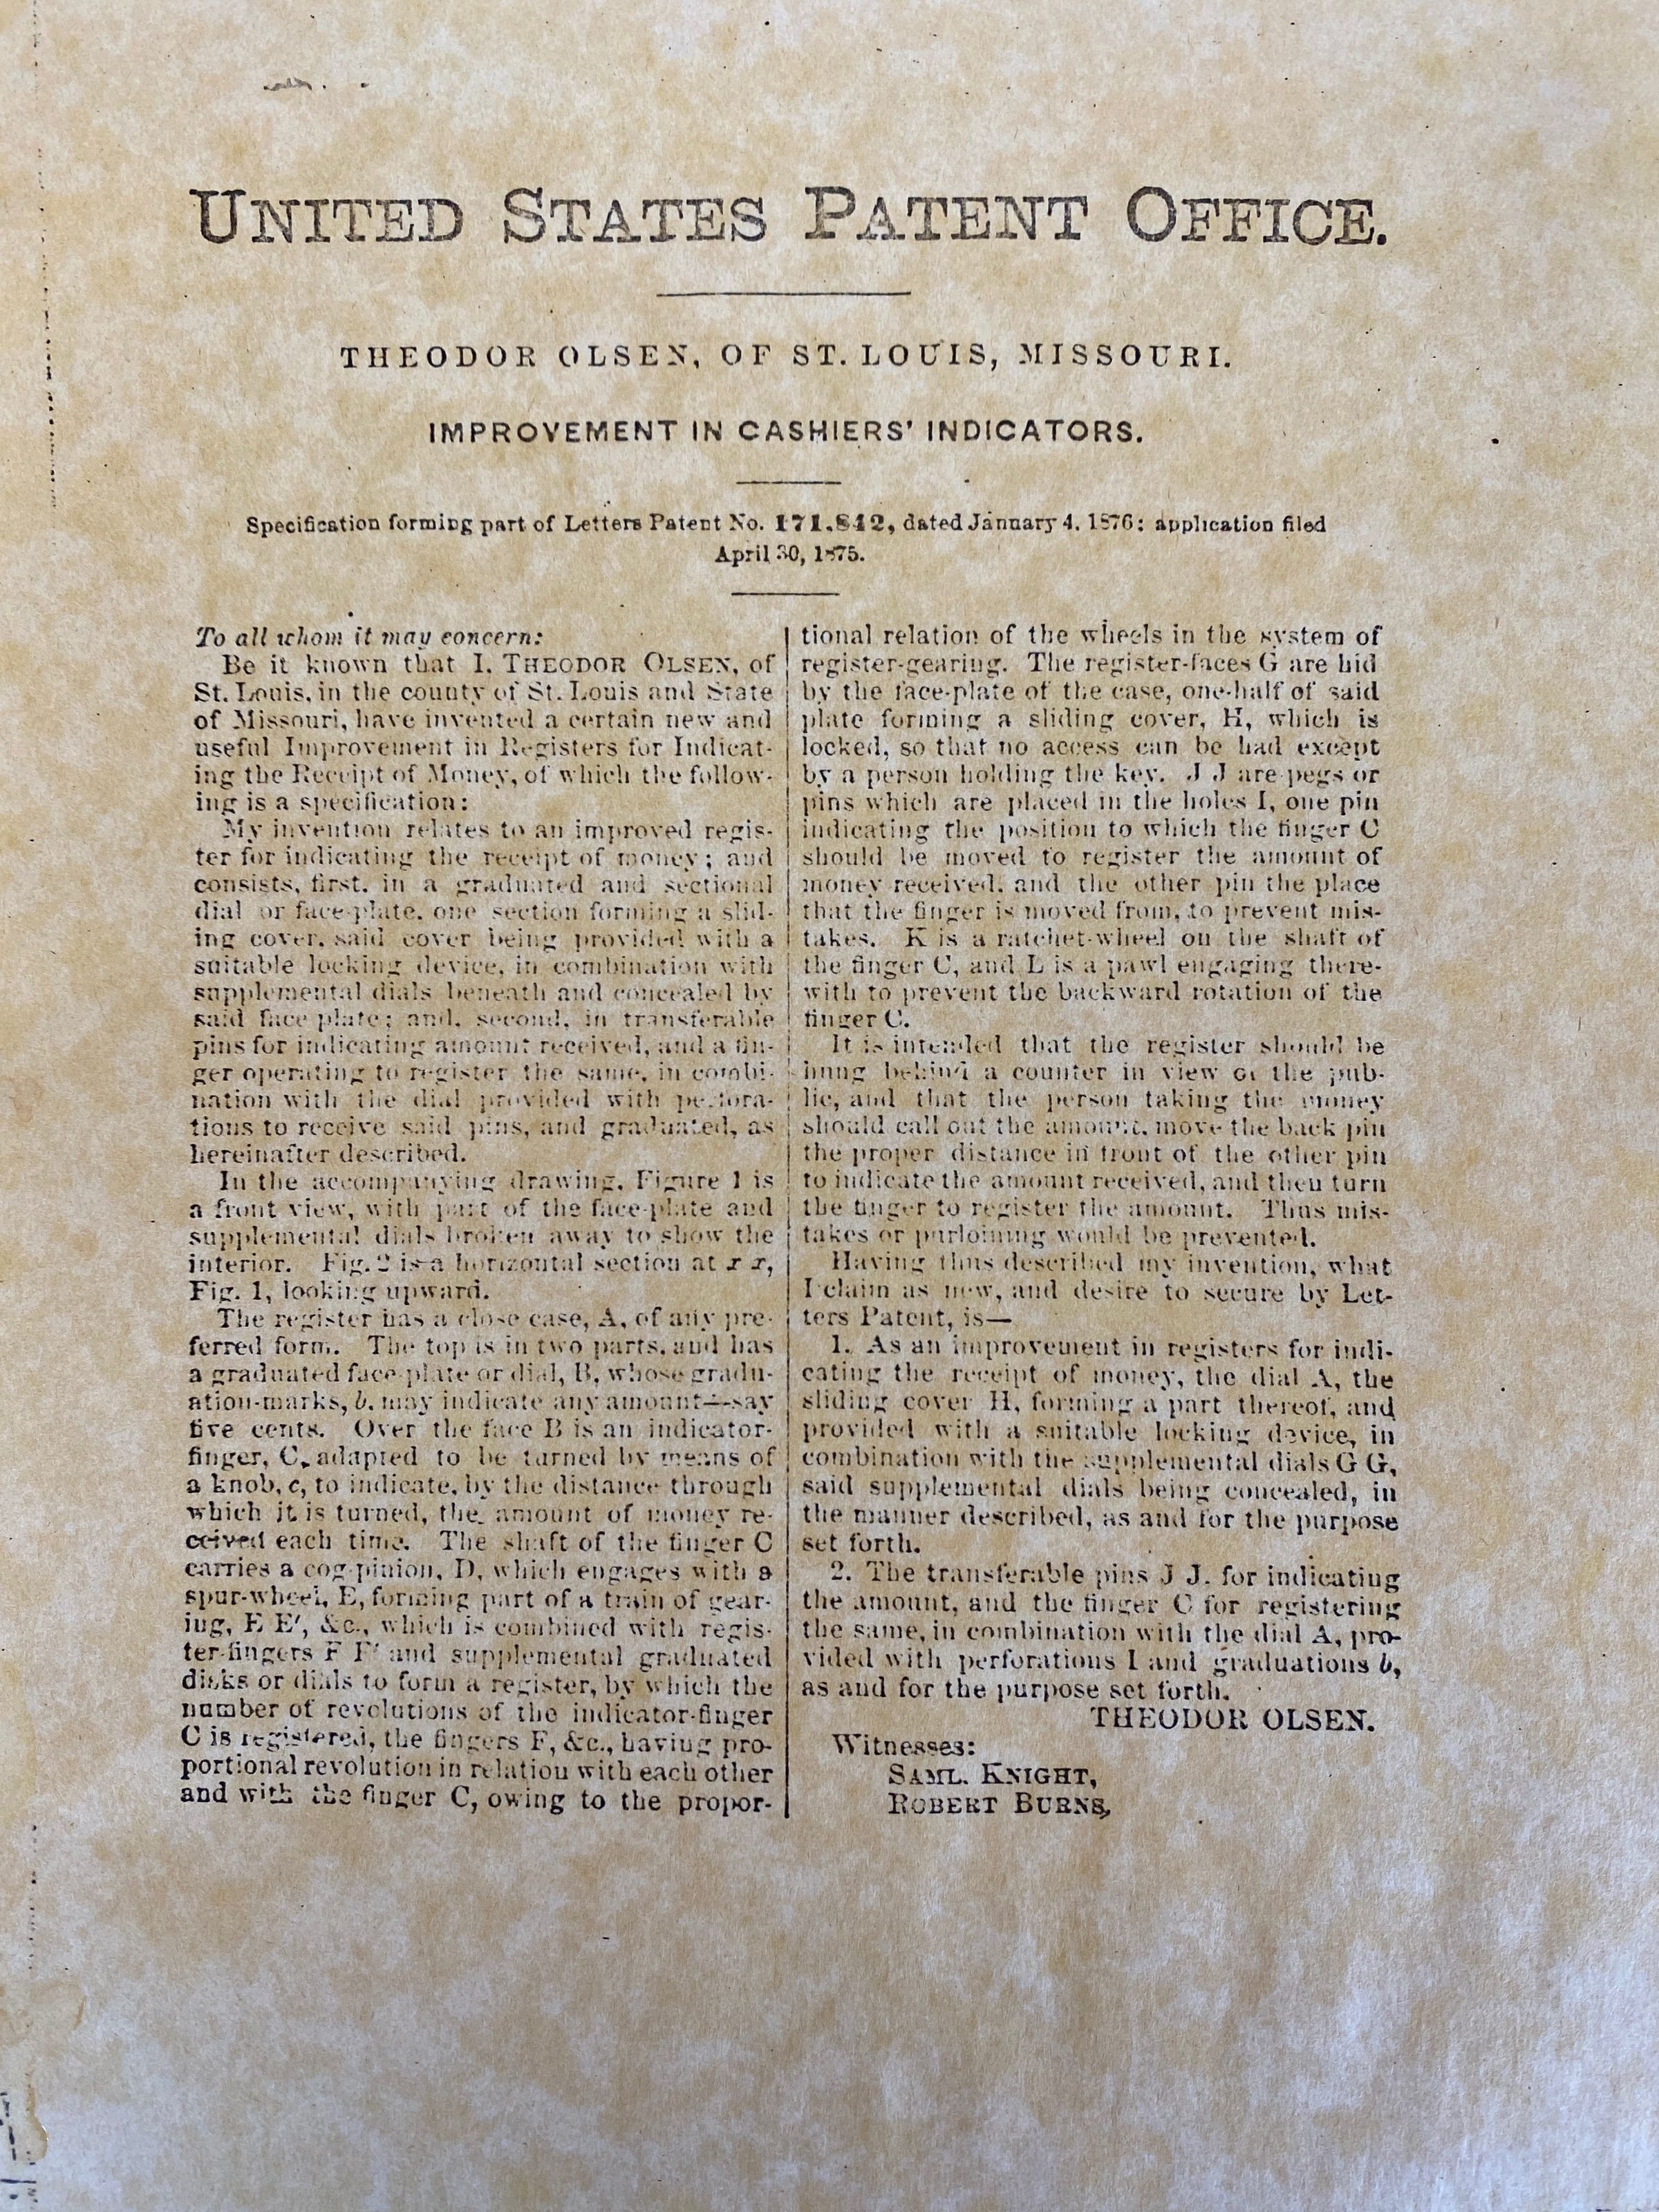 UNITED STATES PATENT OFFICE.
THEODOR OLSEN, OF ST. LOUIS, MISSOURI.
IMPROVEMENT IN CASHIERS' INDICATORS.
Specification forming part of Letters Patent No. 171,842, dated January 4, 1876; application filed
April 30, 1875.
To all whom it may concern:
Be it known that I, THEODOR OLSEN, of
St. Louis, in the county of St. Louis and State
of Missouri, have invented a certain new and
useful Improvement in Registers for Indicat-
ing the Receipt of Money, of which the follow-
ing is a specification:
My invention relates to an improved regis-
ter for indicating the receipt of money; and
consists, first, in a graduated and sectional
dial or face-plate, one section forming a slid-
ing cover, said cover being provided with a
suitable locking device, in combination with
supplemental dials beneath and concealed by
said face plate; and, second, in transferable
pins for indicating amount received, and a fin-
ger operating to register the same, in combi-
nation with the dial provided with perfora-
tions to receive said pins, and graduated, as
hereinafter described.
In the accompanying drawing, Figure 1 is
a front view, with part of the face-plate and
supplemental dials broken away to show the
interior. Fig. 2 is a horizontal section at x x,
Fig. 1, looking upward.
The register has a close case, A, of any pre-
ferred form. The top is in two parts, and has
a graduated face-plate or dial, B, whose gradu-
ation-marks, b, may indicate any amount—say
five cents. Over the face B is an indicator-
finger, C, adapted to be turned by means of
a knob, c, to indicate, by the distance through
which it is turned, the amount of money re-
ceived each time. The shaft of the finger C
carries a cog-pinion, D, which engages with a
spur-wheel, E, forming part of a train of gear-
ing, E E', &c., which is combined with regis-
ter-fingers F F' and supplemental graduated
disks or dials to form a register, by which the
number of revolutions of the indicator-finger
C is registered, the fingers F, &c., having pro-
portional revolution in relation with each other
and with the finger C, owing to the propor-
tional relation of the wheels in the system of
register-gearing. The register-faces G are hid
by the face-plate of the case, one-half of said
plate forming a sliding cover, H, which is
locked, so that no access can be had except
by a person holding the key. J J are pegs or
pins which are placed in the holes I, one pin
indicating the position to which the finger C
should be moved to register the amount of
money received, and the other pin the place
that the finger is moved from, to prevent mis-
takes. K is a ratchet-wheel on the shaft of
the finger C, and L is a pawl engaging there-
with to prevent the backward rotation of the
finger C.
It is intended that the register should be
hung behind a counter in view of the pub-
lic, and that the person taking the money
should call out the amount, move the back pin
the proper distance in front of the other pin
to indicate the amount received, and then turn
the finger to register the amount. Thus mis-
takes or purloining would be prevented.
Having thus described my invention, what
I claim as new, and desire to secure by Let-
ters Patent, is—
1. As an improvement in registers for indi-
cating the receipt of money, the dial A, the
sliding cover H, forming a part thereof, and
provided with a suitable locking device, in
combination with the supplemental dials G G,
said supplemental dials being concealed, in
the manner described, as and for the purpose
set forth.
2. The transferable pins J J, for indicating
the amount, and the finger C for registering
the same, in combination with the dial A, pro-
vided with perforations I and graduations b,
as and for the purpose set forth.
THEODOR OLSEN.
Witnesses:
SAML. KNIGHT,
ROBERT BURNS,